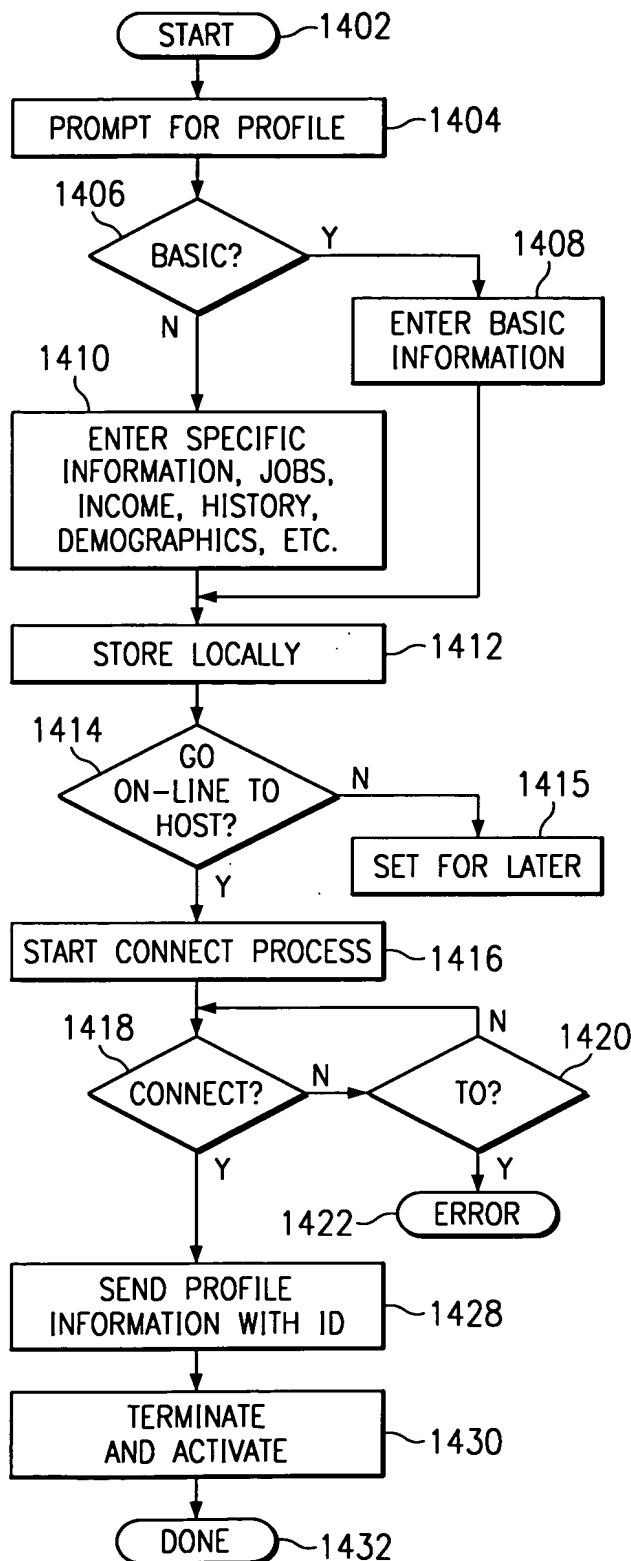 START
1402
PROMPT FOR PROFILE
1404
1406
BASIC?
Y
N
1408
ENTER BASIC
INFORMATION
1410
ENTER SPECIFIC
INFORMATION, JOBS,
INCOME, HISTORY,
DEMOGRAPHICS, ETC.
STORE LOCALLY
1412
1414
GO
ON-LINE TO
HOST?
N
Y
1415
SET FOR LATER
START CONNECT PROCESS
1416
1418
CONNECT?
N
Y
N
1420
TO?
Y
1422
ERROR
SEND PROFILE
INFORMATION WITH ID
1428
TERMINATE
AND ACTIVATE
1430
DONE
1432